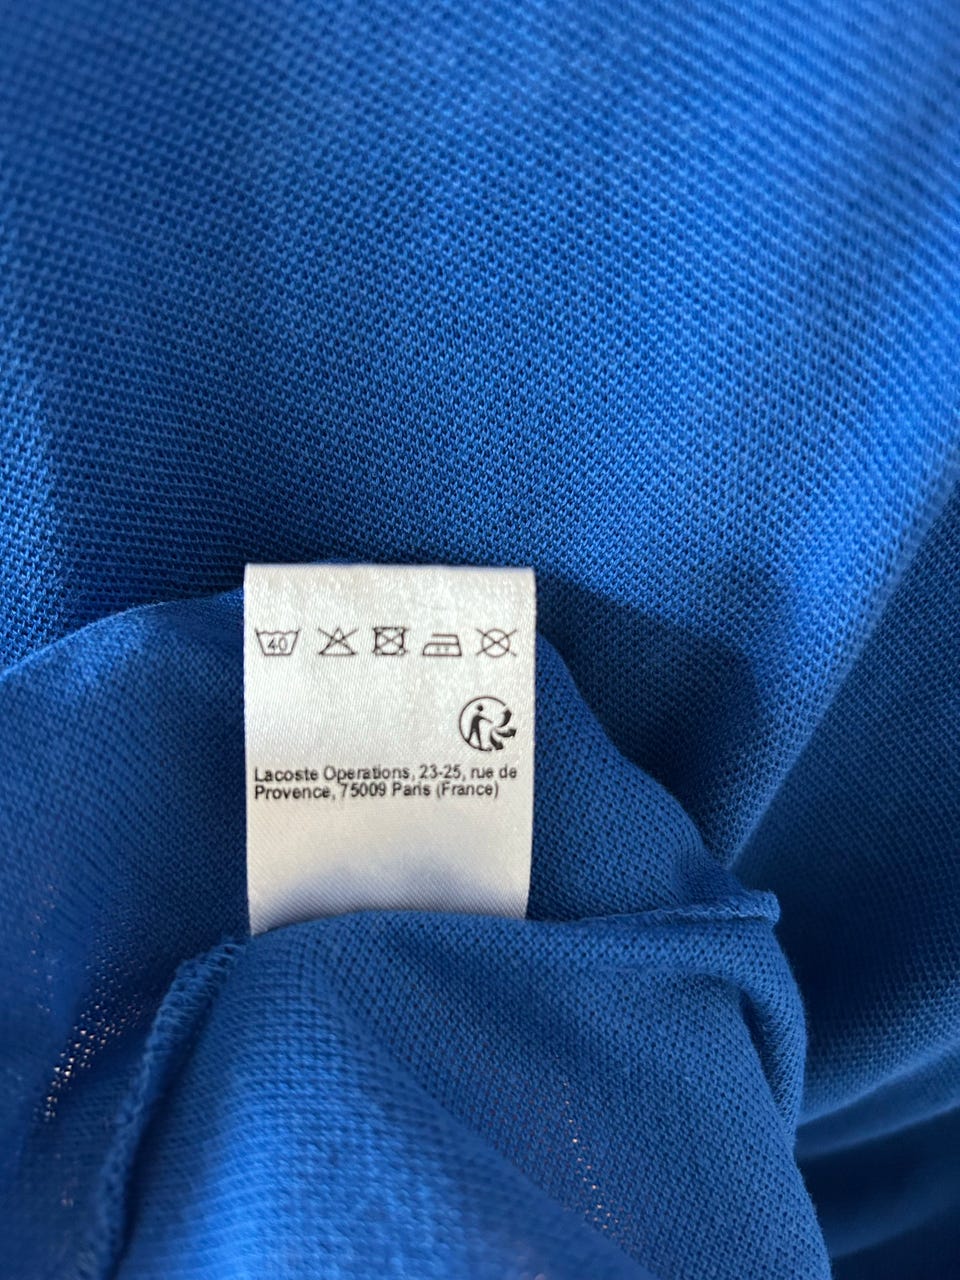 40
Lacoste Operations, 23-25, rue de
Provence, 75009 Paris (France)